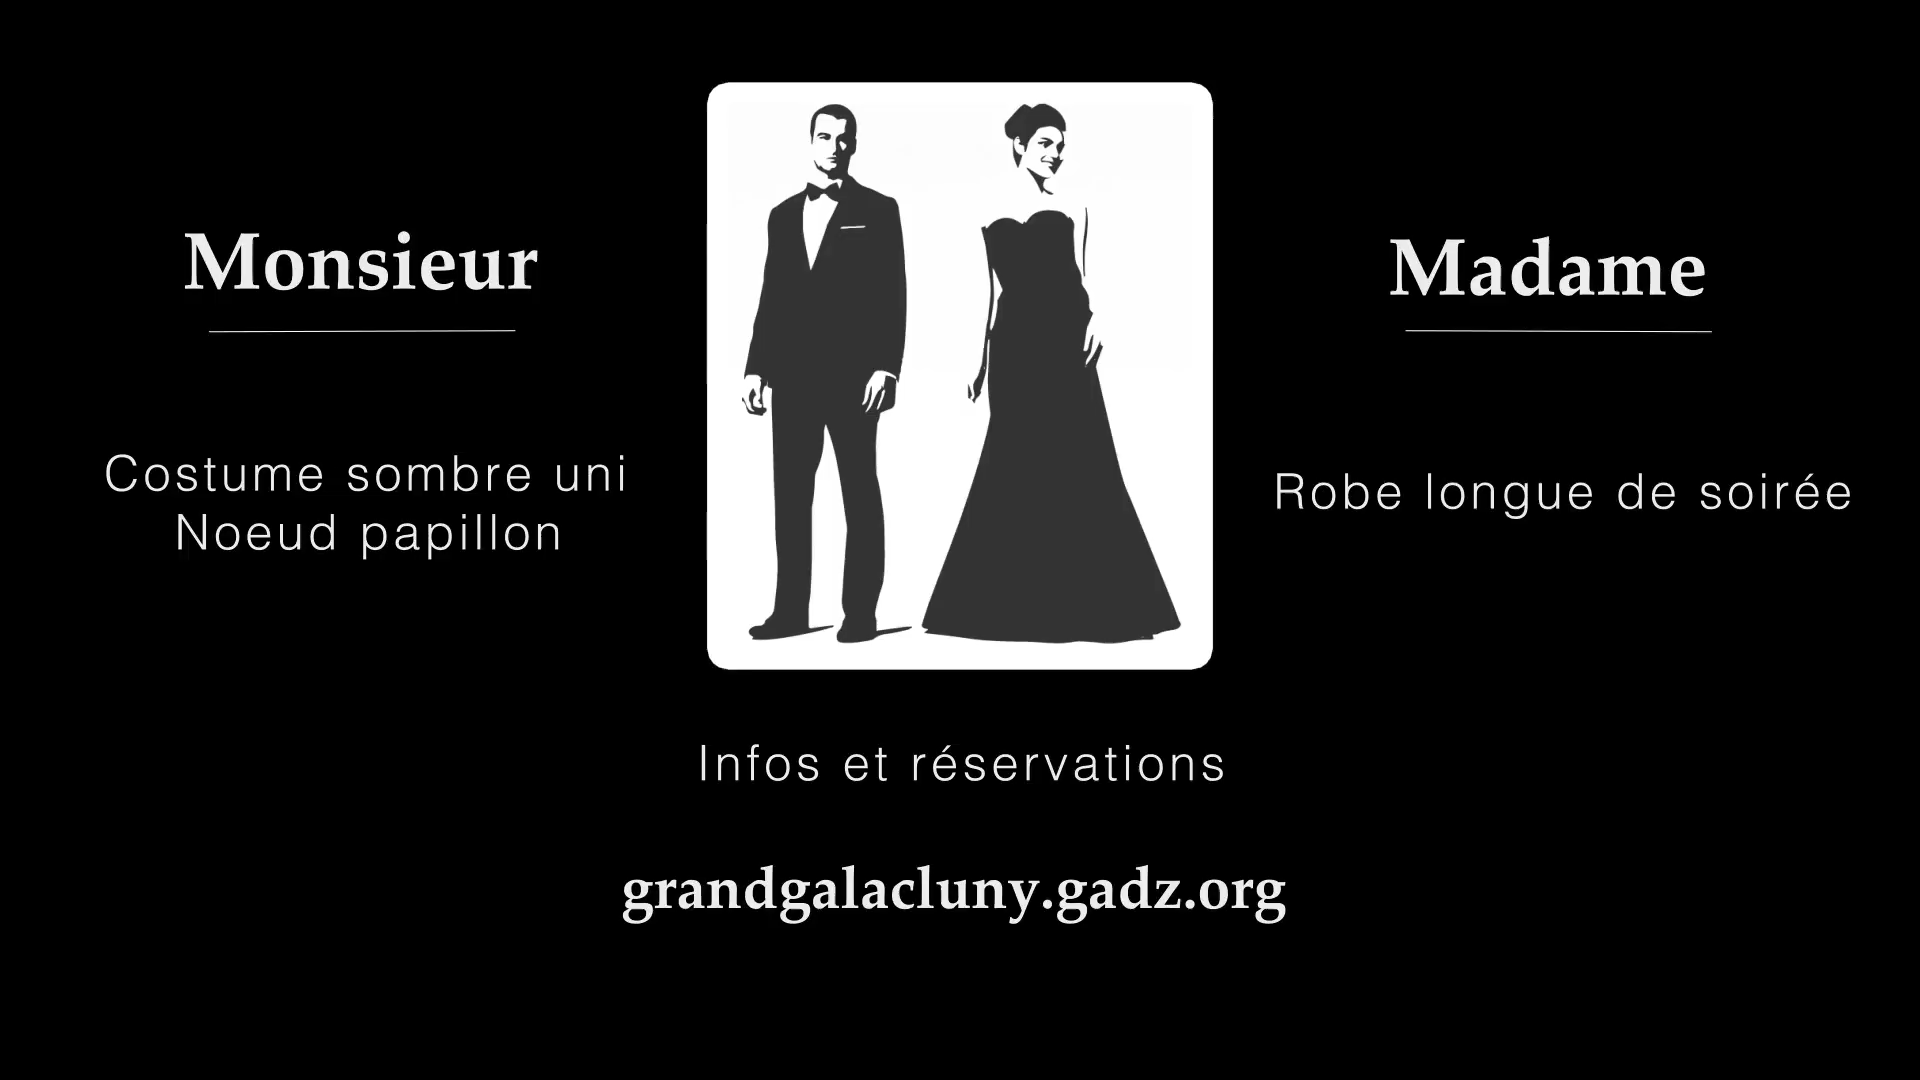 Monsieur
Costume sombre uni
Noeud papillon
Madame
Robe longue de soirée
Infos et réservations
grandgalacluny.gadz.org